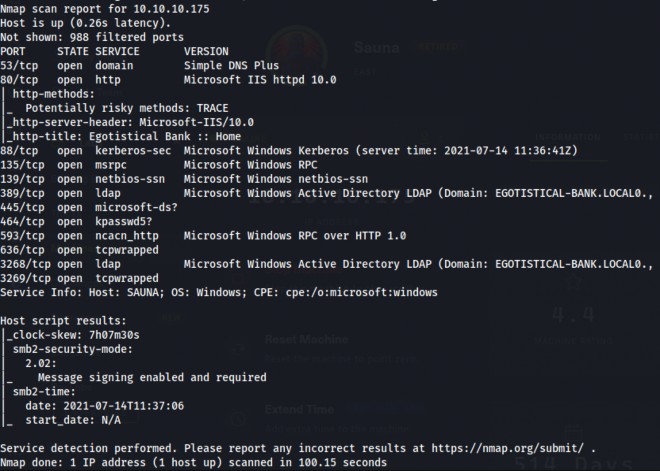 Nmap scan report for 10.10.10.175
Host is up (0.26s latency).
Not shown: 988 filtered ports
PORT     STATE SERVICE       VERSION
53/tcp   open  domain        Simple DNS Plus
80/tcp   open  http          Microsoft IIS httpd 10.0
| http-methods:
|_  Potentially risky methods: TRACE
|_http-server-header: Microsoft-IIS/10.0
|_http-title: Egotistical Bank :: Home
88/tcp   open  kerberos-sec  Microsoft Windows Kerberos (server time: 2021-07-14 11:36:41Z)
135/tcp  open  msrpc         Microsoft Windows RPC
139/tcp  open  netbios-ssn   Microsoft Windows netbios-ssn
389/tcp  open  ldap          Microsoft Windows Active Directory LDAP (Domain: EGOTISTICAL-BANK.LOCAL0.,
445/tcp  open  microsoft-ds?
464/tcp  open  kpasswd5?
593/tcp  open  ncacn_http    Microsoft Windows RPC over HTTP 1.0
636/tcp  open  tcpwrapped
3268/tcp open  ldap          Microsoft Windows Active Directory LDAP (Domain: EGOTISTICAL-BANK.LOCAL0.,
3269/tcp open  tcpwrapped
Service Info: Host: SAUNA; OS: Windows; CPE: cpe:/o:microsoft:windows

Host script results:
|_clock-skew: 7h07m30s
| smb2-security-mode:
|   2.02:
|_    Message signing enabled and required
| smb2-time:
|   date: 2021-07-14T11:37:06
|_  start_date: N/A

Service detection performed. Please report any incorrect results at https://nmap.org/submit/ .
Nmap done: 1 IP address (1 host up) scanned in 100.15 seconds
Sauna
Reset Machine
Extend Time
4.4